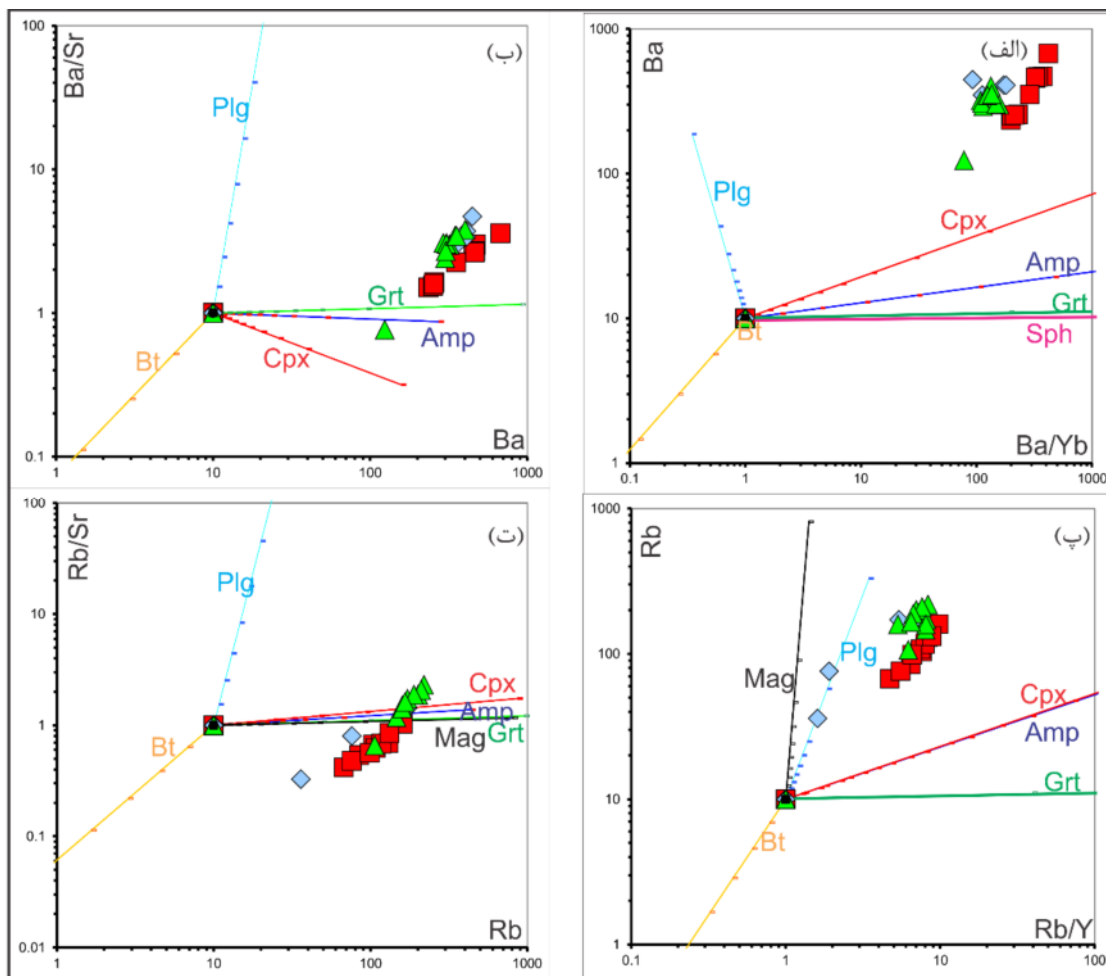 Ba/Sr
(ب)
100
10
1
0.1
Plg
Grt
Amp
Cpx
Bt
Ba
1
10
100
1000
Ba
(الف)
1000
100
10
1
Plg
Cpx
Amp
Grt
Sph
Bt
Ba/Yb
0.1
1
10
100
1000
Rb/Sr
(ت)
100
10
1
0.1
0.01
Plg
Cpx
Amp
Mag
Grt
Bt
Rb
1
10
100
1000
Rb
(پ)
1000
100
10
1
Mag
Plg
Cpx
Amp
Grt
Bt
Rb/Y
0.1
1
10
100